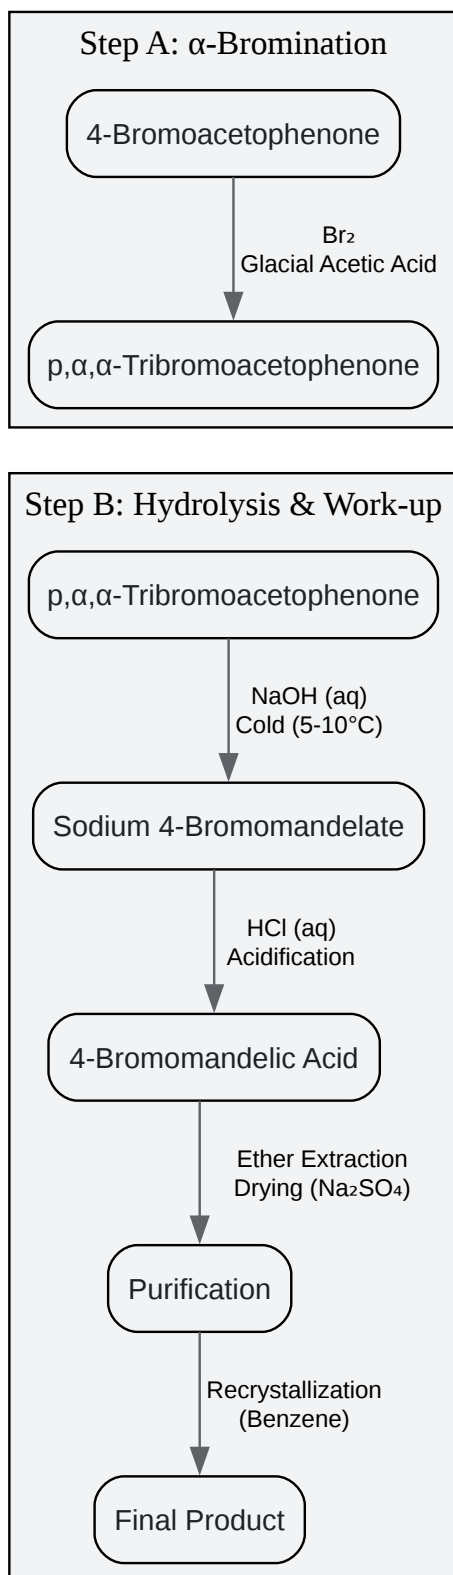 Step A: α-Bromination
4-Bromoacetophenone
Br₂
Glacial Acetic Acid
p,α,α-Tribromoacetophenone
Step B: Hydrolysis & Work-up
p,α,α-Tribromoacetophenone
NaOH (aq)
Cold (5-10°C)
Sodium 4-Bromomandelate
HCl (aq)
Acidification
4-Bromomandelic Acid
Ether Extraction
Drying (Na₂SO₄)
Purification
Recrystallization
(Benzene)
Final Product